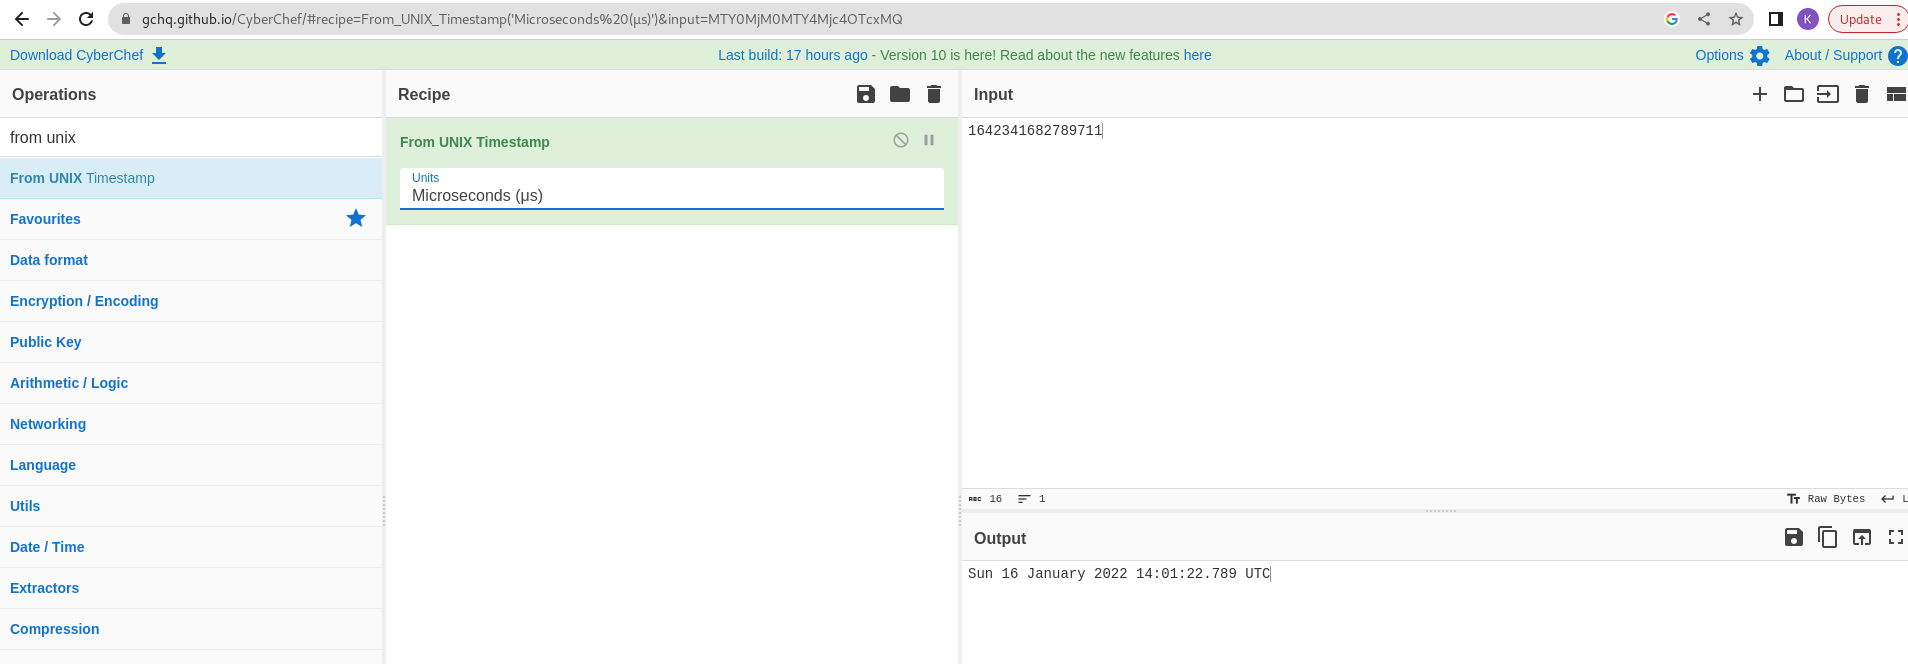 gchq.github.io/CyberChef/#recipe=From_UNIX_Timestamp('Microseconds%20(μs)')&input=MTY0MjM0MTY4Mjc4OTcxMQ
K
Update
Download CyberChef
Last build: 17 hours ago - Version 10 is here! Read about the new features here
Options
About / Support
Operations
from unix
From UNIX Timestamp
Favourites
Data format
Encryption / Encoding
Public Key
Arithmetic / Logic
Networking
Language
Utils
Date / Time
Extractors
Compression
Recipe
From UNIX Timestamp
Units
Microseconds (μs)
Input
1642341682789711
ABC 16 1
Raw Bytes L
Output
Sun 16 January 2022 14:01:22.789 UTC